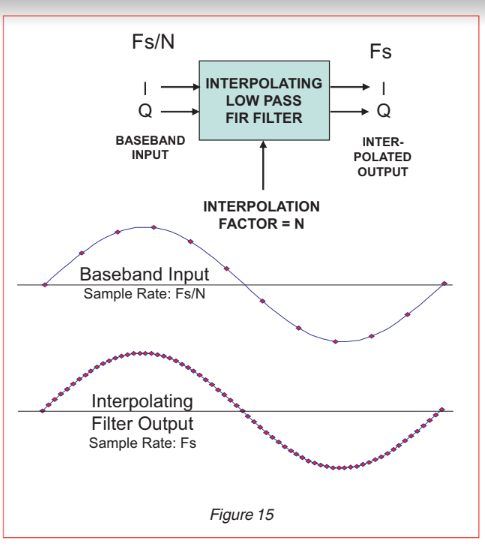 Fs/N
Fs
I
Q
INTERPOLATING
LOW PASS
FIR FILTER
I
Q
BASEBAND
INPUT
INTER-
POLATED
OUTPUT
INTERPOLATION
FACTOR = N
Baseband Input
Sample Rate: Fs/N
Interpolating
Filter Output
Sample Rate: Fs
Figure 15